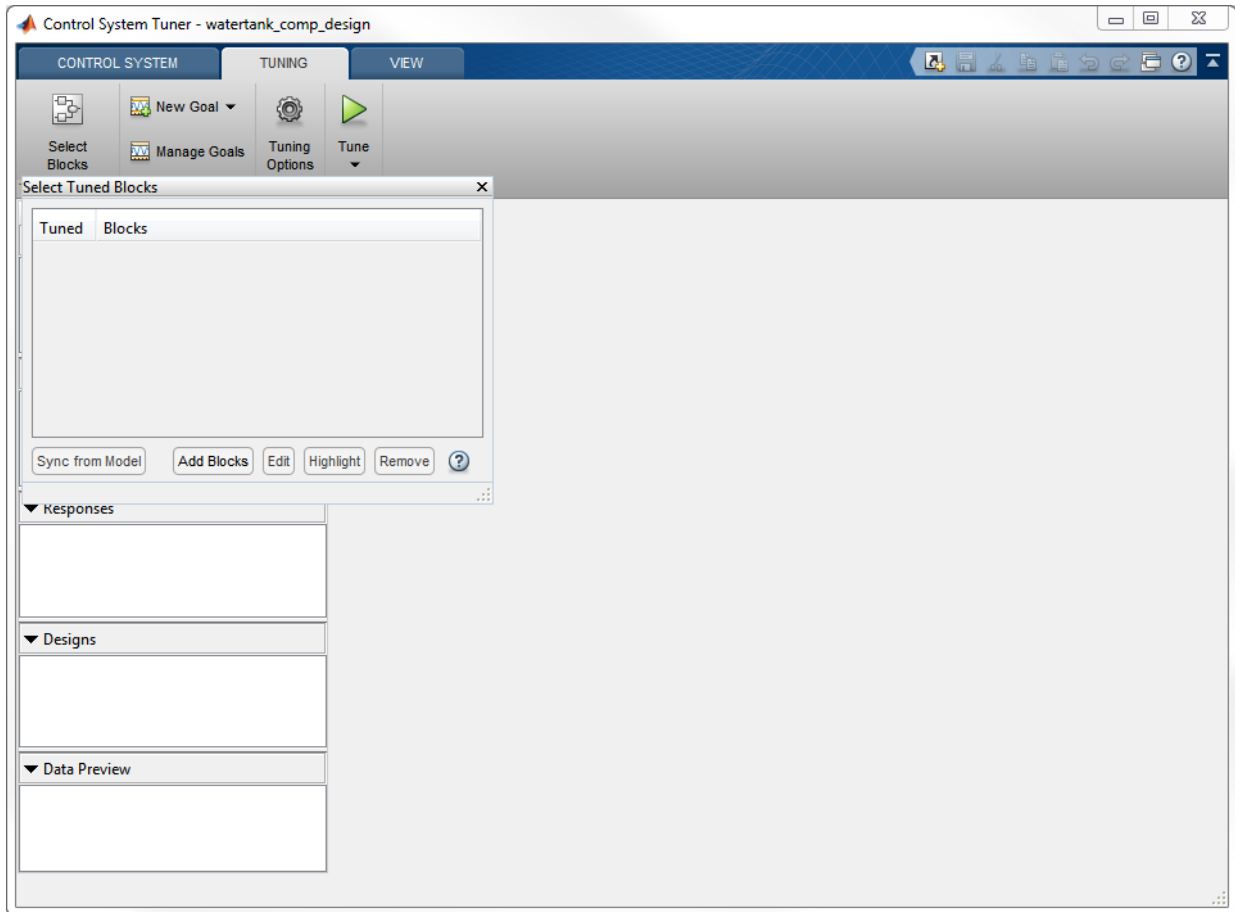 Control System Tuner - watertank_comp_design
CONTROL SYSTEM TUNING VIEW
New Goal
Select Blocks
Manage Goals
Tuning Options
Tune
Select Tuned Blocks
Tuned Blocks
Sync from Model Add Blocks Edit Highlight Remove
Responses
Designs
Data Preview